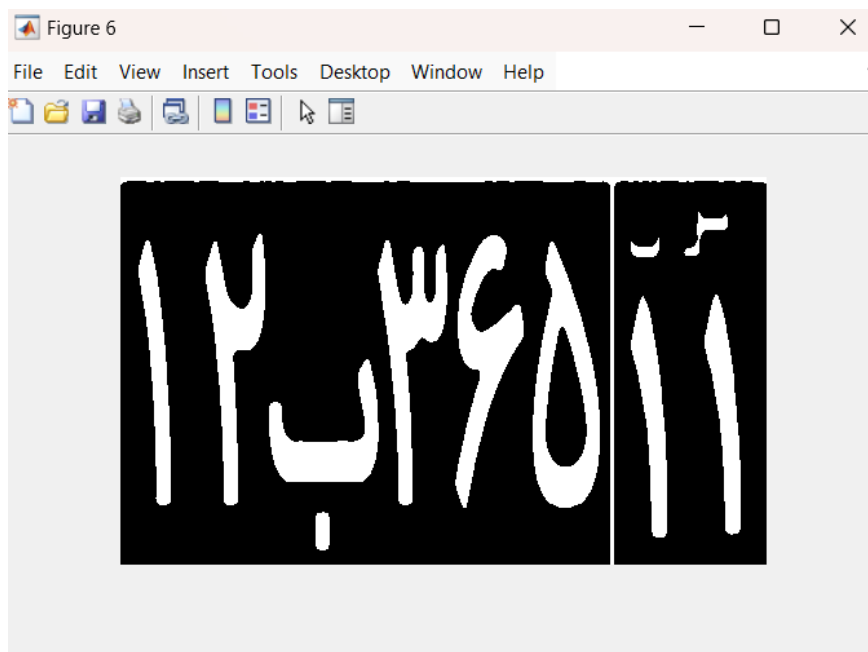 Figure 6
File Edit View Insert Tools Desktop Window Help
۱۲ب۳۶۵
۱۱